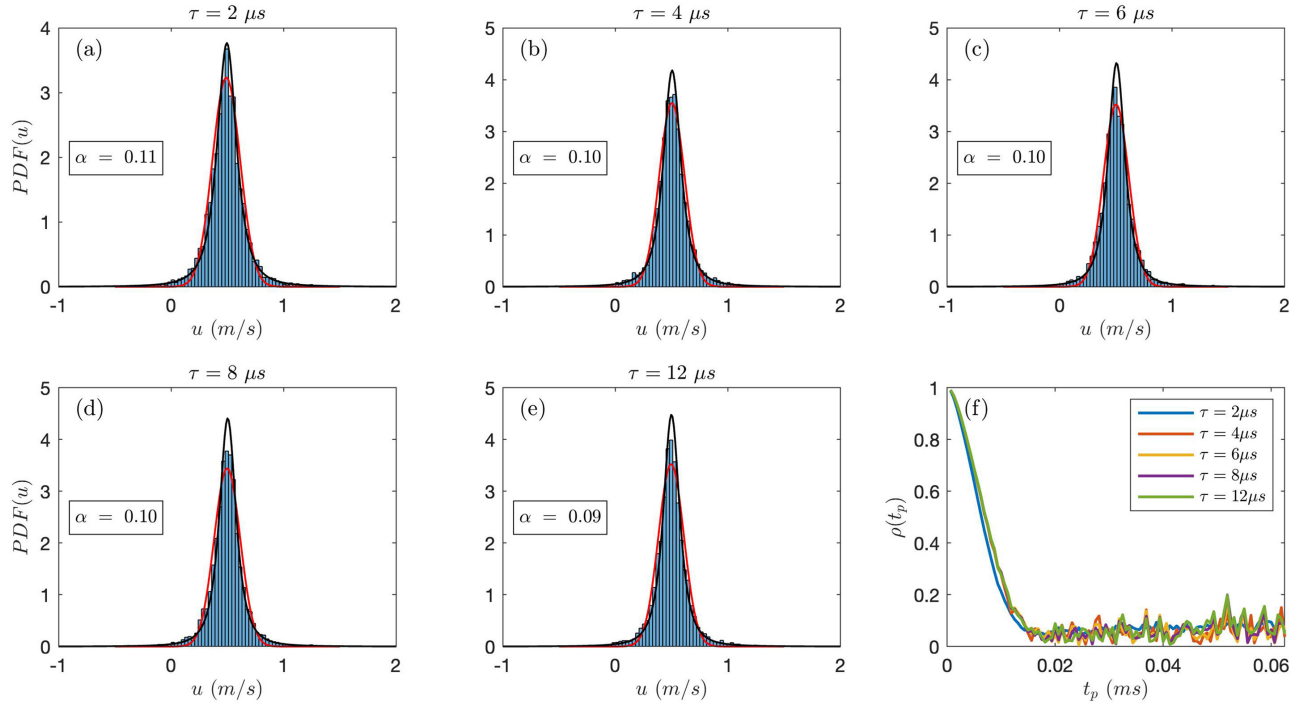 τ = 2 μs
(a)
α = 0.11
PDF(u)
4
3
2
1
0
-1 0 1 2
u (m/s)
τ = 4 μs
(b)
α = 0.10
5
4
3
2
1
0
-1 0 1 2
u (m/s)
τ = 6 μs
(c)
α = 0.10
5
4
3
2
1
0
-1 0 1 2
u (m/s)
τ = 8 μs
(d)
α = 0.10
PDF(u)
5
4
3
2
1
0
-1 0 1 2
u (m/s)
τ = 12 μs
(e)
α = 0.09
5
4
3
2
1
0
-1 0 1 2
u (m/s)
(f)
τ = 2μs
τ = 4μs
τ = 6μs
τ = 8μs
τ = 12μs
ρ(tₚ)
1
0.8
0.6
0.4
0.2
0
0 0.02 0.04 0.06
tₚ (ms)